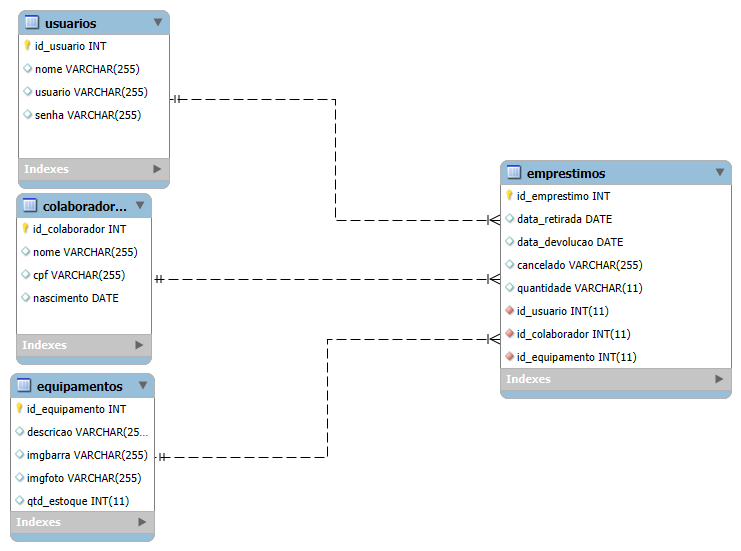 usuarios
id_usuario INT
nome VARCHAR(255)
usuario VARCHAR(255)
senha VARCHAR(255)
Indexes
colaborador...
id_colaborador INT
nome VARCHAR(255)
cpf VARCHAR(255)
nascimento DATE
Indexes
equipamentos
id_equipamento INT
descricao VARCHAR(25...
imgbarra VARCHAR(255)
imgfoto VARCHAR(255)
qtd_estoque INT(11)
Indexes
emprestimos
id_emprestimo INT
data_retirada DATE
data_devolucao DATE
cancelado VARCHAR(255)
quantidade VARCHAR(11)
id_usuario INT(11)
id_colaborador INT(11)
id_equipamento INT(11)
Indexes